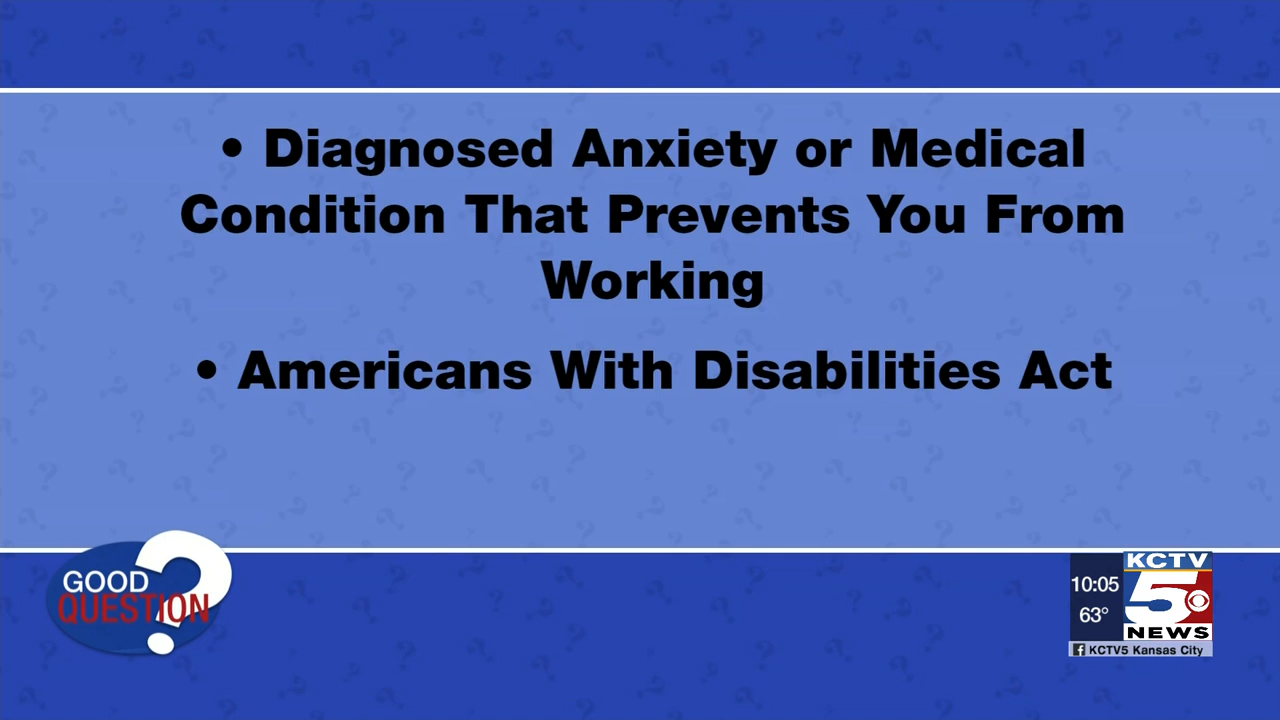 • Diagnosed Anxiety or Medical
Condition That Prevents You From
Working
• Americans With Disabilities Act
GOOD
QUESTION
?
10:05
63°
KCTV
5
NEWS
KCTV5 Kansas City